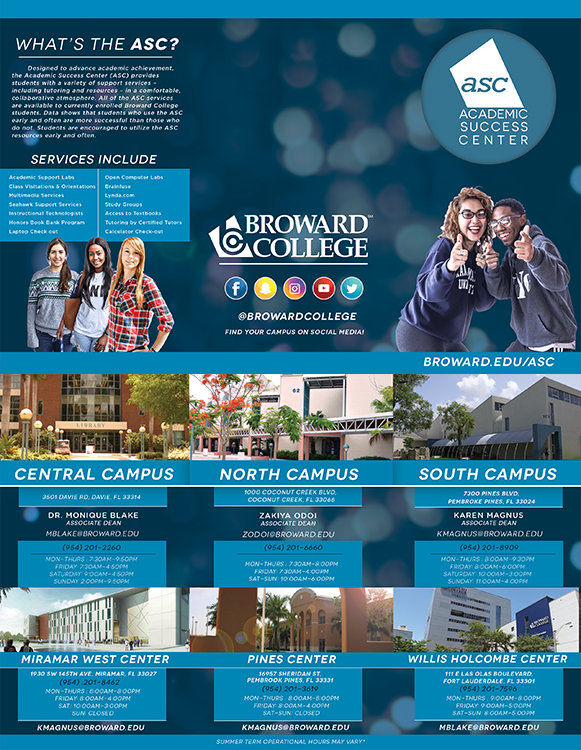 WHAT'S THE ASC?
Designed to advance academic achievement,
the Academic Success Center (ASC) provides
students with a variety of support services –
including tutoring and resources – in a comfortable,
collaborative atmosphere. All of the ASC services
are available to currently enrolled Broward College
students. Data shows that students who use the ASC
early and often are more successful than those who
do not. Students are encouraged to utilize the ASC
resources early and often.
SERVICES INCLUDE
Academic Support Labs
Class Visitations & Orientations
Multimedia Services
Seahawk Support Services
Instructional Technologists
Honors Book Bank Program
Laptop Check out
Open Computer Labs
Brainfuse
Lynda.com
Study Groups
Access to Textbooks
Tutoring by Certified Tutors
Calculator Check-out
asc
ACADEMIC
SUCCESS
CENTER
BROWARD
COLLEGE
@BROWARDCOLLEGE
FIND YOUR CAMPUS ON SOCIAL MEDIA!
BROWARD.EDU/ASC
LIBRARY
62
CENTRAL CAMPUS
3501 DAVIE RD, DAVIE, FL 33314
DR. MONIQUE BLAKE
ASSOCIATE DEAN
MBLAKE@BROWARD.EDU
(954) 201-2260
MON-THURS : 7:30AM-9:50PM
FRIDAY: 7:30AM-4:50PM
SATURDAY: 9:00AM-4:50PM
SUNDAY: 2:00PM-9:50PM
NORTH CAMPUS
1000 COCONUT CREEK BLVD,
COCONUT CREEK, FL 33066
ZAKIYA ODOI
ASSOCIATE DEAN
ZODOI@BROWARD.EDU
(954) 201-6660
MON-THURS : 7:30AM-8:00PM
FRIDAY: 7:30AM-4:00PM
SAT-SUN: 10:00AM-6:00PM
SOUTH CAMPUS
7200 PINES BLVD.
PEMBROKE PINES, FL 33024
KAREN MAGNUS
ASSOCIATE DEAN
KMAGNUS@BROWARD.EDU
(954) 201-8909
MON-THURS : 8:00AM-9:30PM
FRIDAY: 8:00AM-6:00PM
SATURDAY: 10:00AM-3:00PM
SUNDAY: 11:00AM-4:00PM
MIRAMAR WEST CENTER
1930 SW 145TH AVE, MIRAMAR, FL 33027
(954) 201-8462
MON-THURS : 8:00AM-8:00PM
FRIDAY: 8:00AM-4:00PM
SAT: 10:00AM-3:00PM
SUN: CLOSED
KMAGNUS@BROWARD.EDU
PINES CENTER
16957 SHERIDAN ST.
PEMBROOK PINES, FL 33331
(954) 201-3619
MON-THURS : 8:00AM-8:00PM
FRIDAY: 8:00AM-4:00PM
SAT-SUN: CLOSED
KMAGNUS@BROWARD.EDU
WILLIS HOLCOMBE CENTER
111 E LAS OLAS BOULEVARD,
FORT LAUDERDALE, FL 33301
(954) 201-7596
MON-THURS : 9:00AM-8:00PM
FRIDAY: 9:00AM-5:00PM
SAT-SUN: 8:00AM-5:00PM
MBLAKE@BROWARD.EDU
SUMMER TERM OPERATIONAL HOURS MAY VARY*